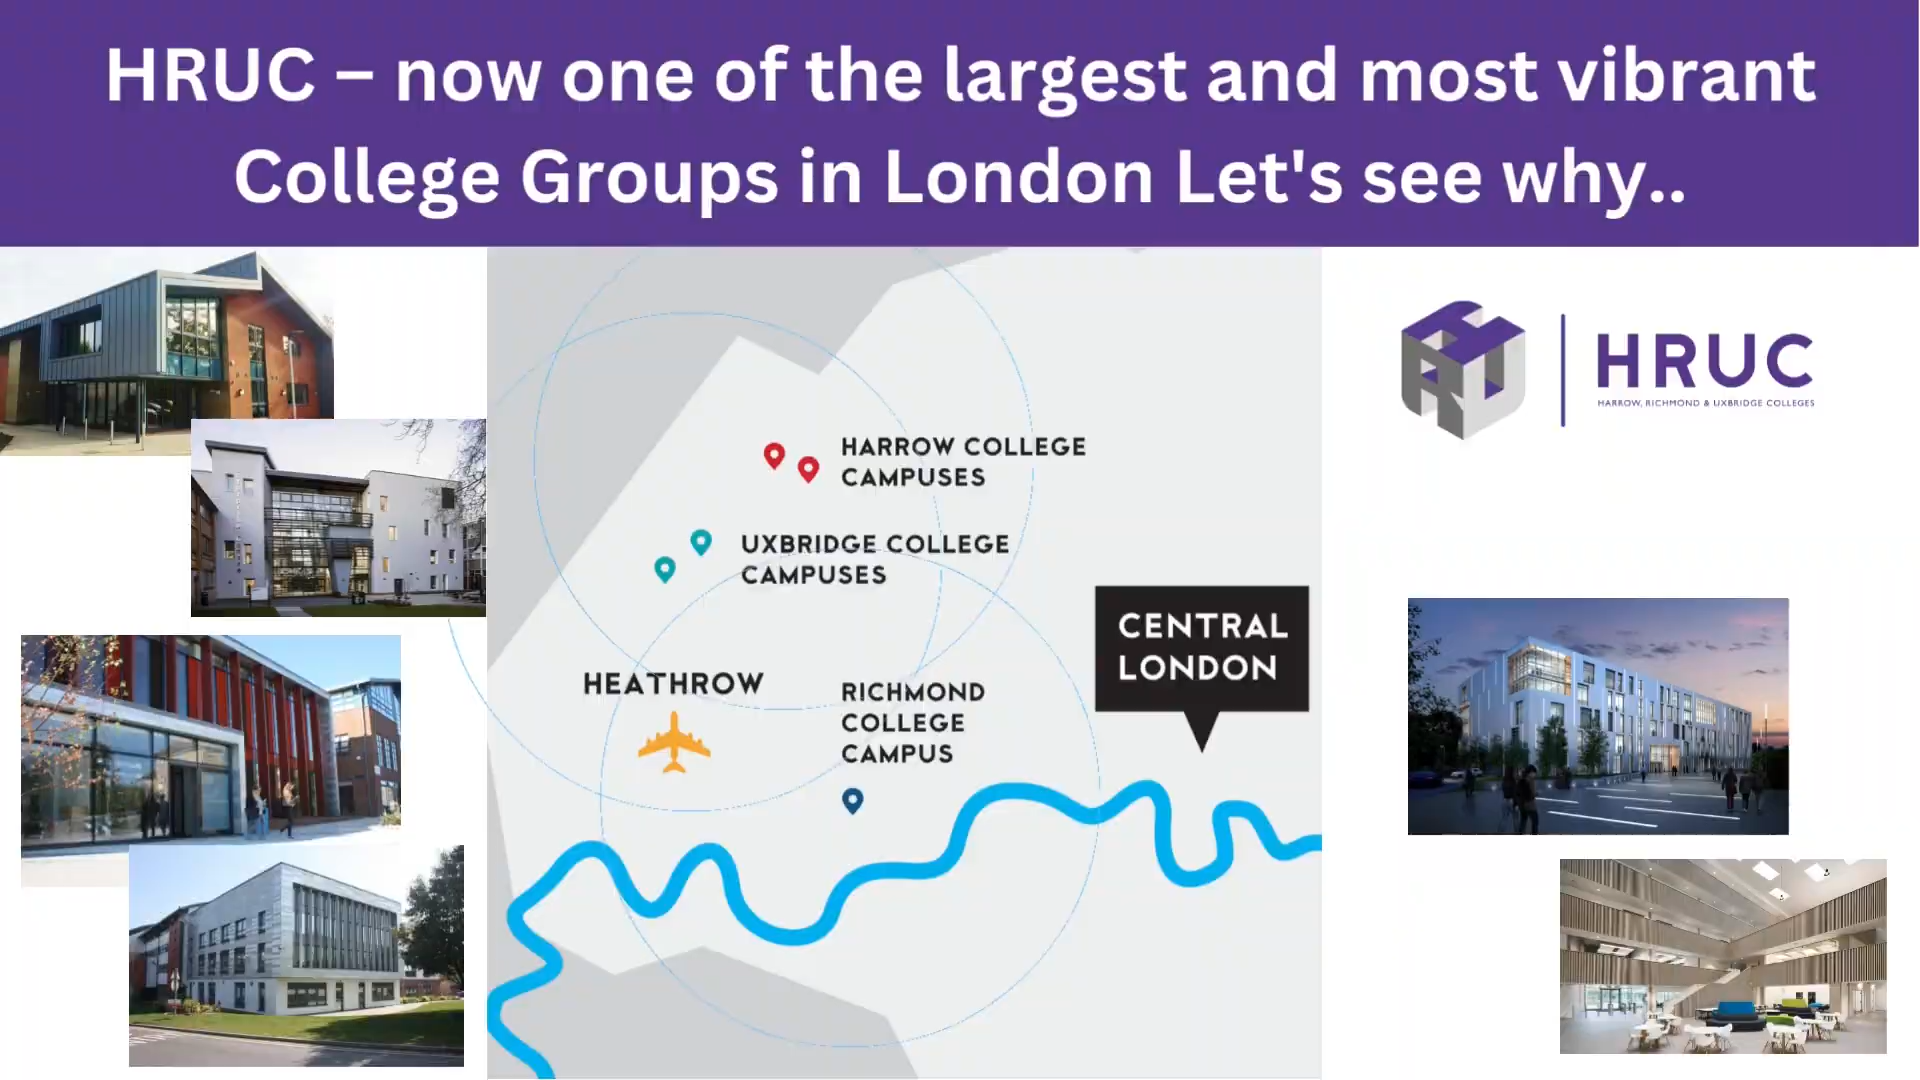 HRUC – now one of the largest and most vibrant
College Groups in London Let's see why..
HRUC
HARROW, RICHMOND & UXBRIDGE COLLEGES
HARROW COLLEGE
CAMPUSES
UXBRIDGE COLLEGE
CAMPUSES
CENTRAL
LONDON
HEATHROW
RICHMOND
COLLEGE
CAMPUS